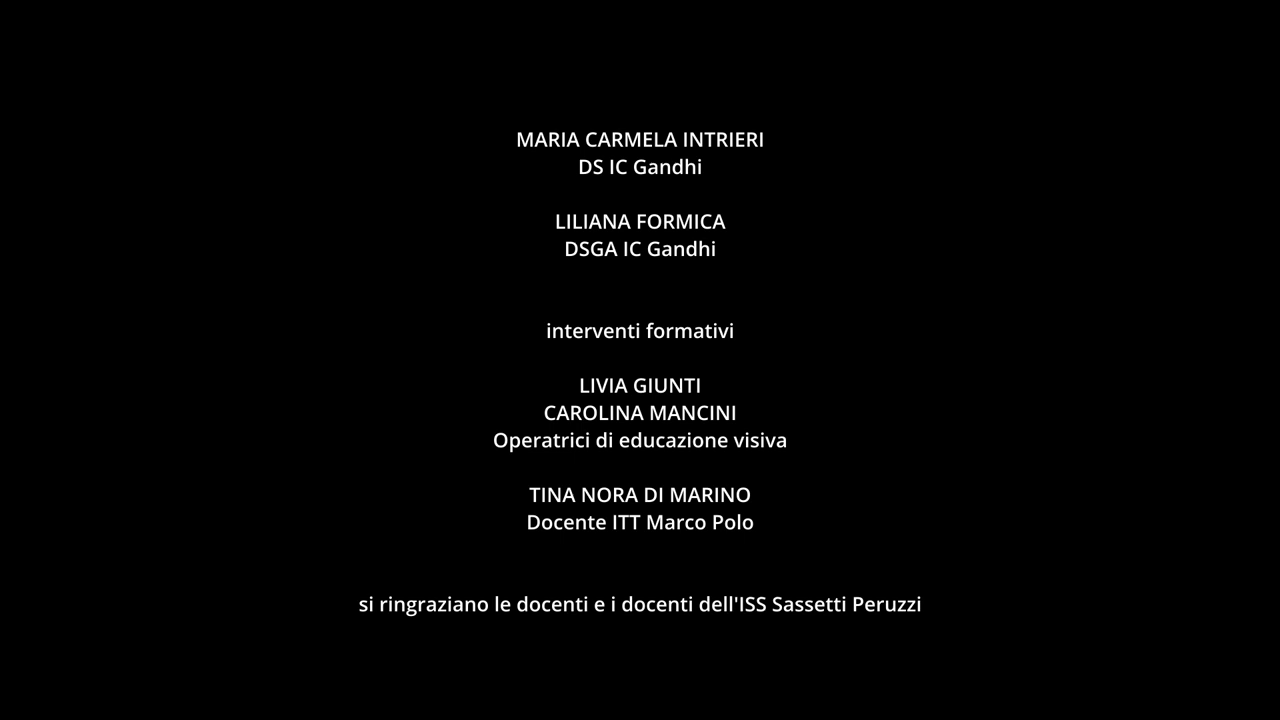 MARIA CARMELA INTRIERI
DS IC Gandhi
LILIANA FORMICA
DSGA IC Gandhi
interventi formativi
LIVIA GIUNTI
CAROLINA MANCINI
Operatrici di educazione visiva
TINA NORA DI MARINO
Docente ITT Marco Polo
si ringraziano le docenti e i docenti dell'ISS Sassetti Peruzzi